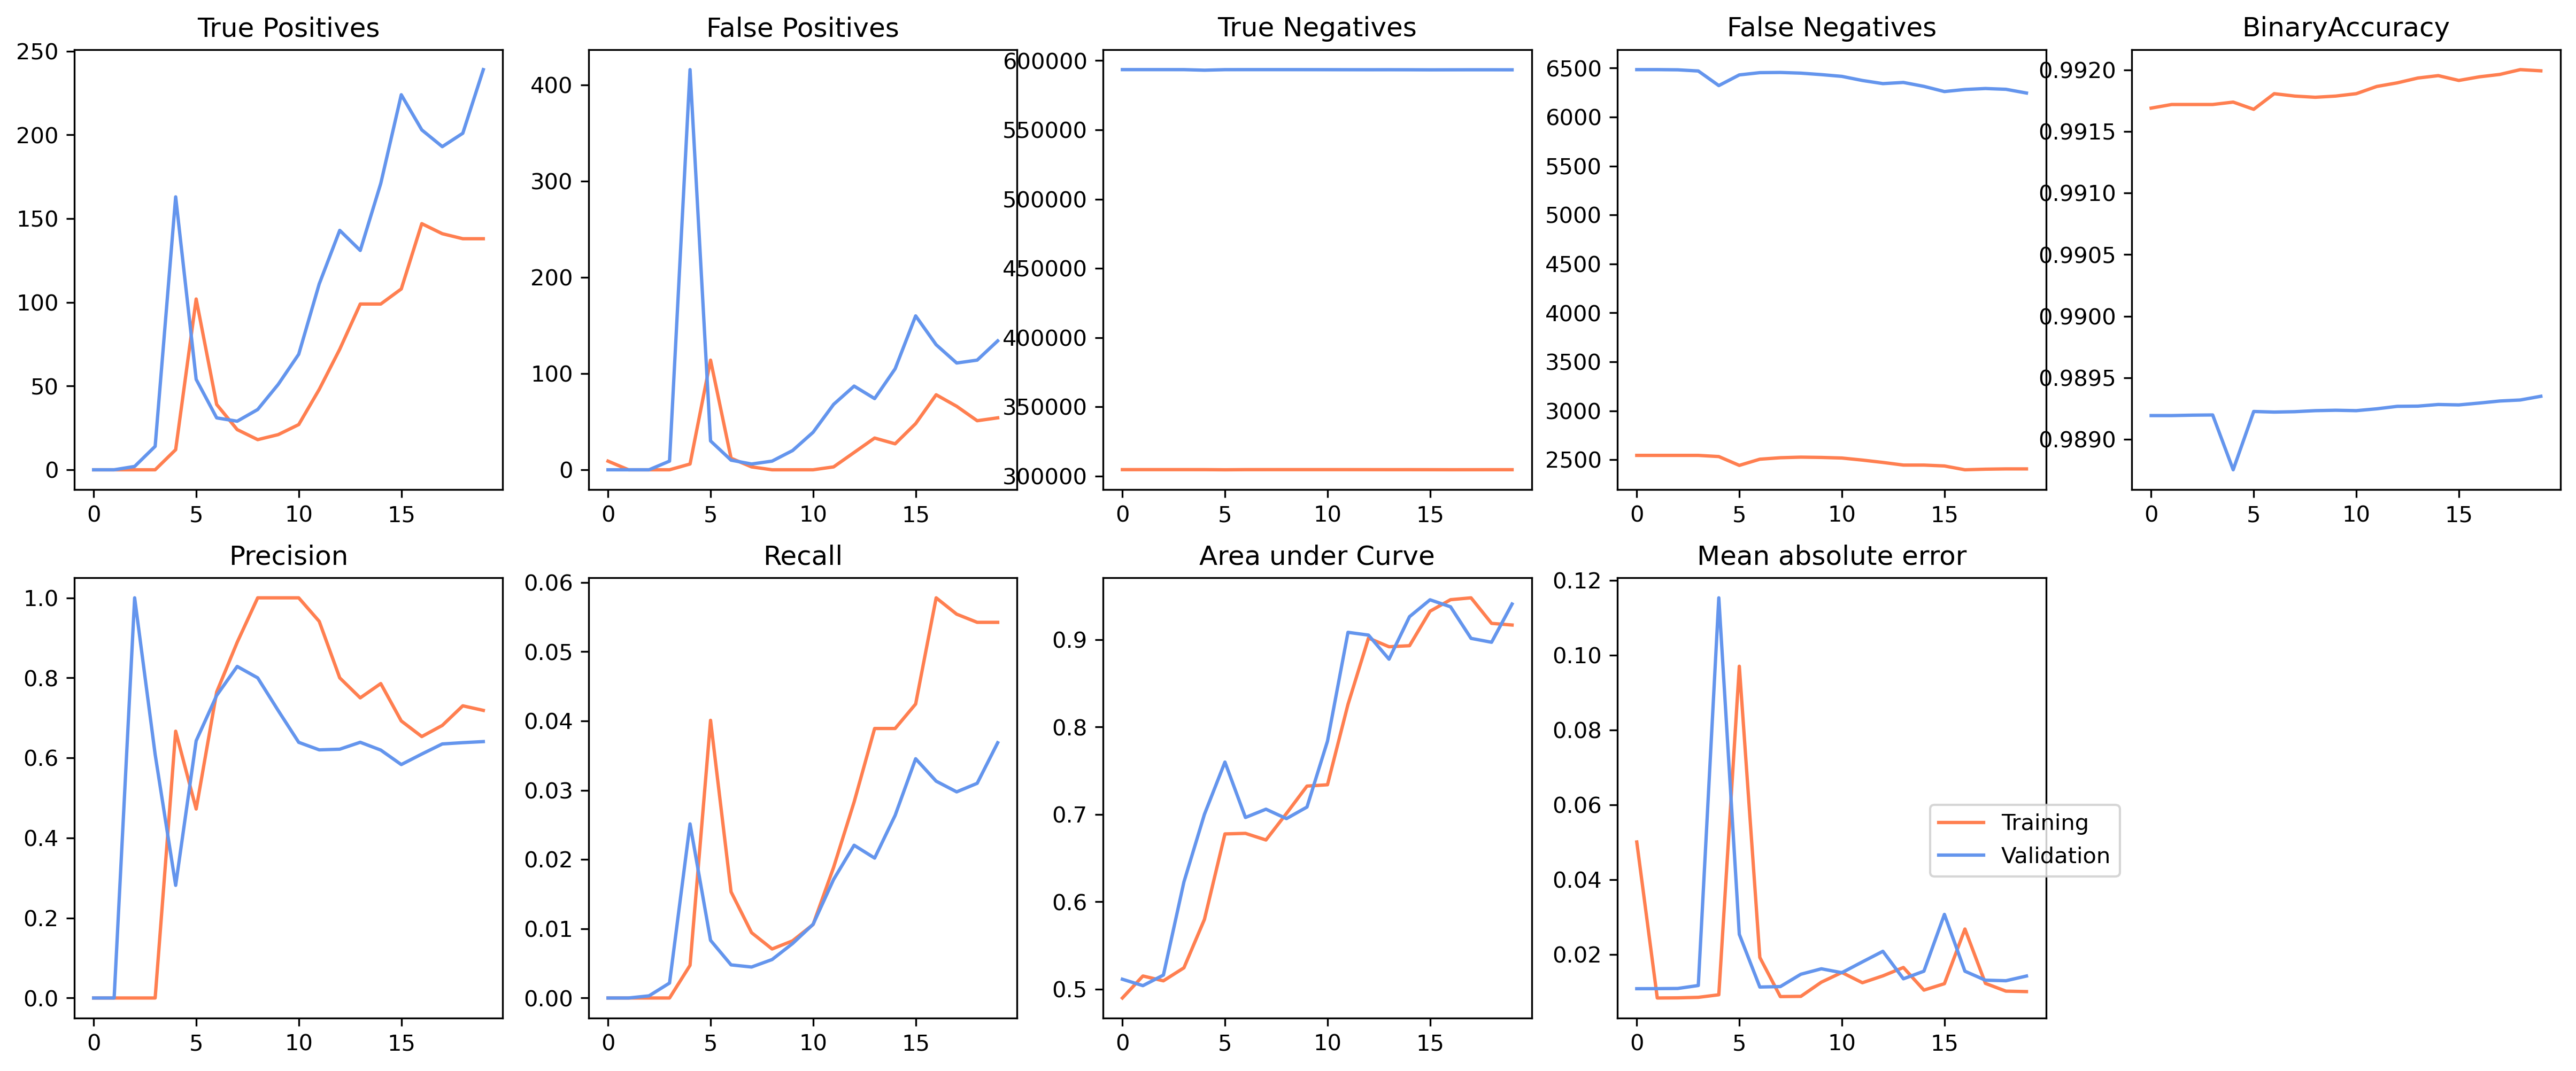 True Positives
250
200
150
100
50
0
0 5 10 15
False Positives
400
300
200
100
0
0 5 10 15
True Negatives
600000
550000
500000
450000
400000
350000
300000
0 5 10 15
False Negatives
6500
6000
5500
5000
4500
4000
3500
3000
2500
0 5 10 15
BinaryAccuracy
0.9920
0.9915
0.9910
0.9905
0.9900
0.9895
0.9890
0 5 10 15
Precision
1.0
0.8
0.6
0.4
0.2
0.0
0 5 10 15
Recall
0.06
0.05
0.04
0.03
0.02
0.01
0.00
0 5 10 15
Area under Curve
0.9
0.8
0.7
0.6
0.5
0 5 10 15
Mean absolute error
0.12
0.10
0.08
0.06
0.04
0.02
0 5 10 15
Training
Validation